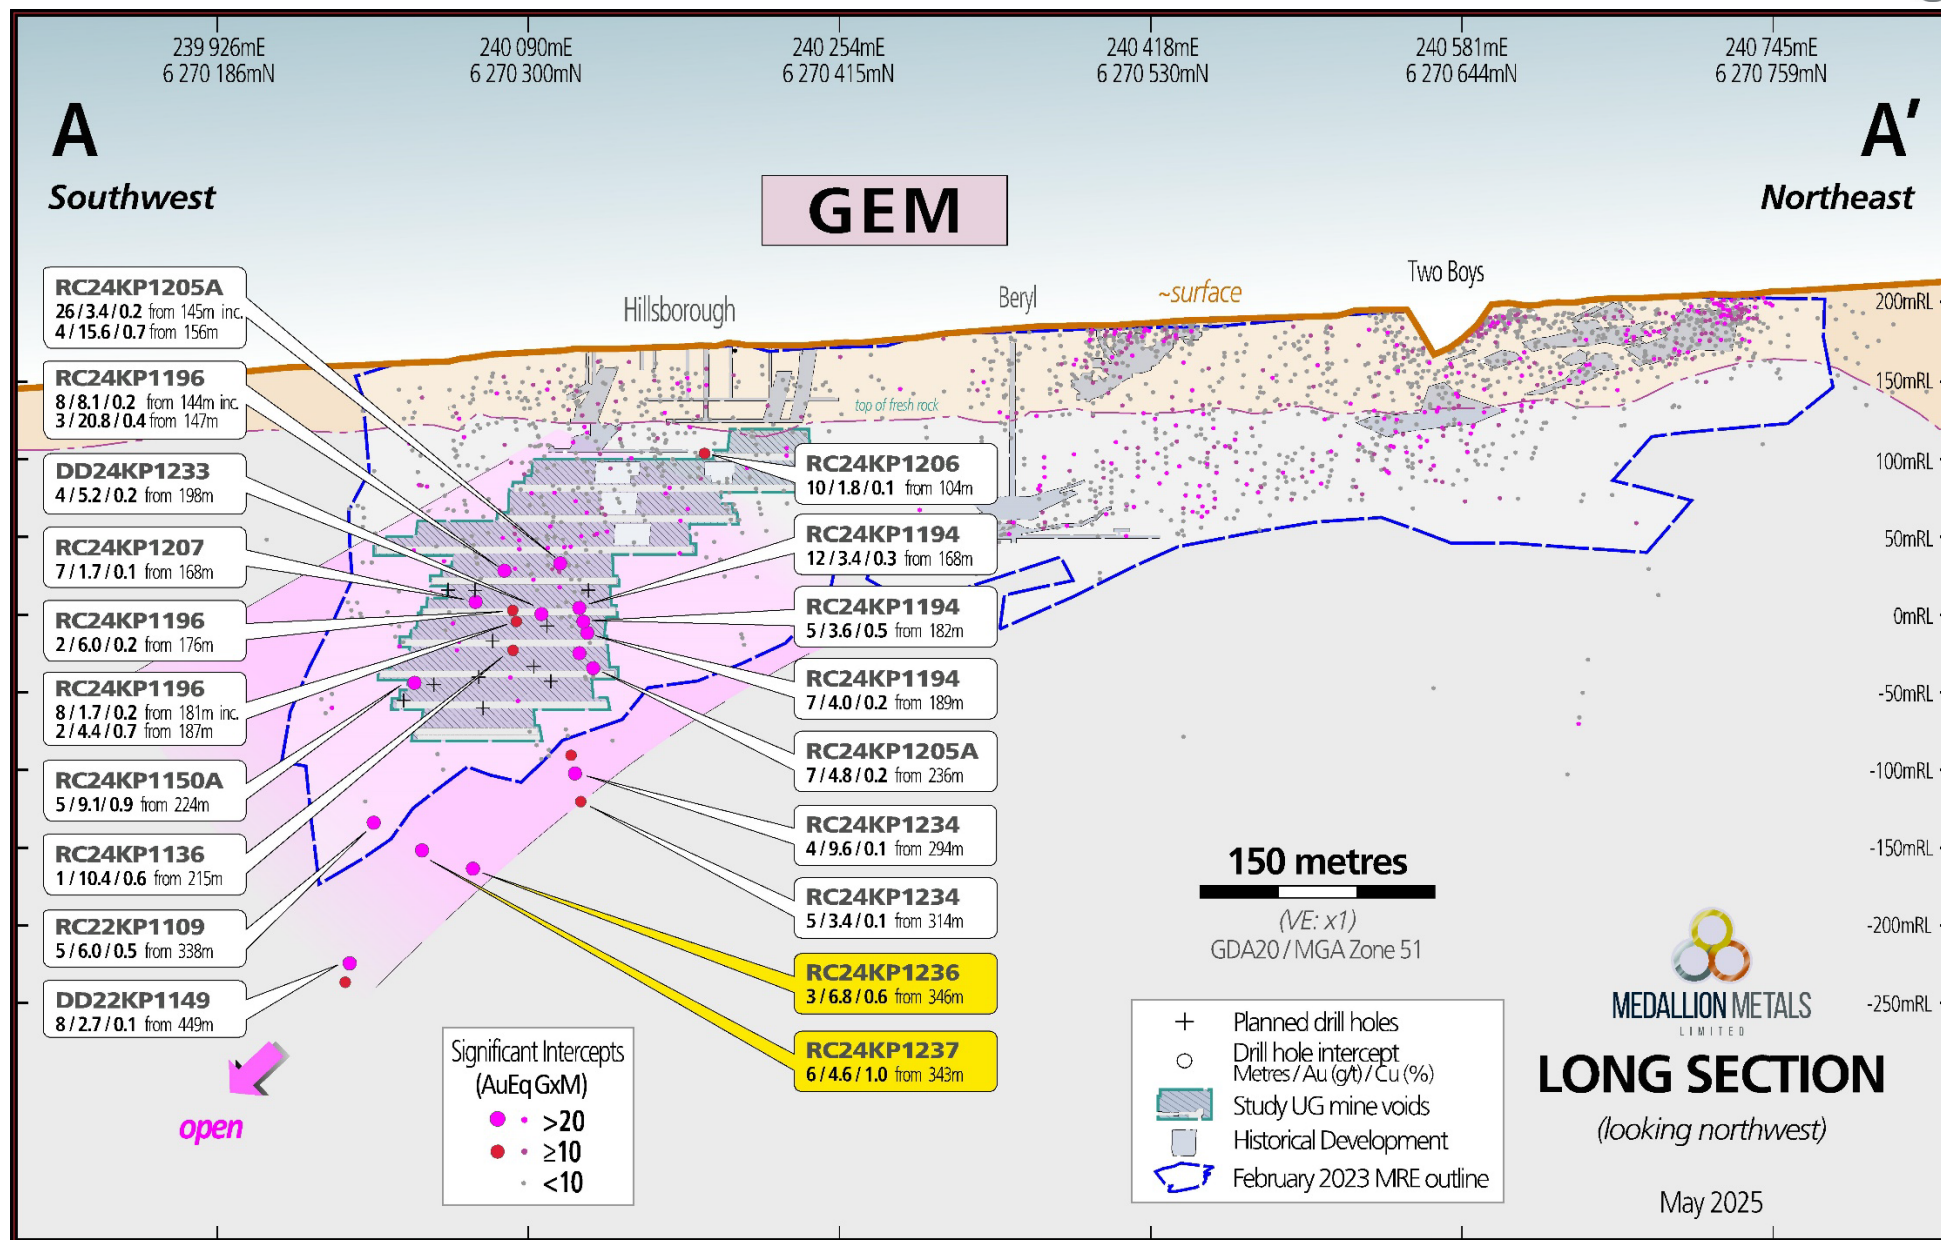 239 926mE
6 270 186mN
240 090mE
6 270 300mN
240 254mE
6 270 415mN
240 418mE
6 270 530mN
240 581mE
6 270 644mN
240 745mE
6 270 759mN
A
Southwest
GEM
A'
Northeast
Hillsborough
Beryl
~surface
Two Boys
top of fresh rock
200mRL
150mRL
100mRL
50mRL
0mRL
-50mRL
-100mRL
-150mRL
-200mRL
-250mRL
RC24KP1205A
26 / 3.4 / 0.2 from 145m inc.
4 / 15.6 / 0.7 from 156m
RC24KP1196
8 / 8.1 / 0.2 from 144m inc.
3 / 20.8 / 0.4 from 147m
DD24KP1233
4 / 5.2 / 0.2 from 198m
RC24KP1207
7 / 1.7 / 0.1 from 168m
RC24KP1196
2 / 6.0 / 0.2 from 176m
RC24KP1196
8 / 1.7 / 0.2 from 181m inc.
2 / 4.4 / 0.7 from 187m
RC24KP1150A
5 / 9.1/ 0.9 from 224m
RC24KP1136
1 / 10.4 / 0.6 from 215m
RC22KP1109
5 / 6.0 / 0.5 from 338m
DD22KP1149
8 / 2.7 / 0.1 from 449m
RC24KP1206
10 / 1.8 / 0.1 from 104m
RC24KP1194
12 / 3.4 / 0.3 from 168m
RC24KP1194
5 / 3.6 / 0.5 from 182m
RC24KP1194
7 / 4.0 / 0.2 from 189m
RC24KP1205A
7 / 4.8 / 0.2 from 236m
RC24KP1234
4 / 9.6 / 0.1 from 294m
RC24KP1234
5 / 3.4 / 0.1 from 314m
RC24KP1236
3 / 6.8 / 0.6 from 346m
RC24KP1237
6 / 4.6 / 1.0 from 343m
open
Significant Intercepts
(AuEq GxM)
>20
≥10
<10
150 metres
(VE: x1)
GDA20 / MGA Zone 51
Planned drill holes
Drill hole intercept
Metres / Au (g/t) / Cu (%)
Study UG mine voids
Historical Development
February 2023 MRE outline
MEDALLION METALS
LIMITED
LONG SECTION
(looking northwest)
May 2025